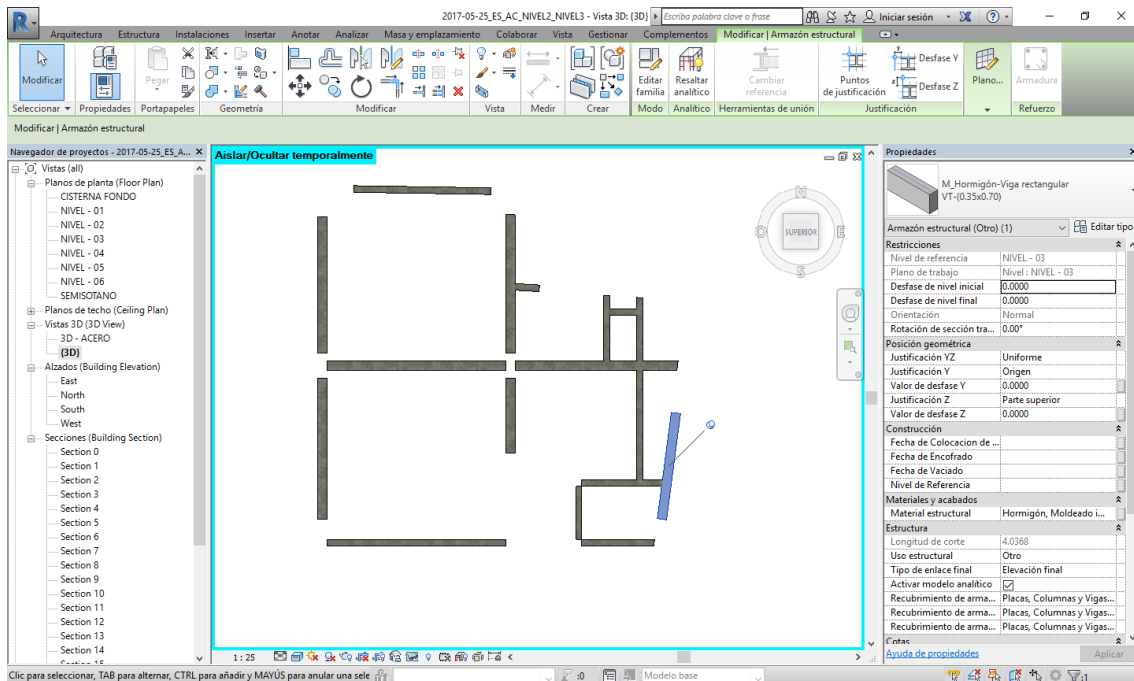 2017-05-25_ES_AC_NIVEL2_NIVEL3 - Vista 3D: {3D}
Escriba palabra clave o frase
Iniciar sesión
Arquitectura Estructura Instalaciones Insertar Anotar Analizar Masa y emplazamiento Colaborar Vista Gestionar Complementos Modificar | Armazón estructural
Modificar
Pegar
Editar familia
Resaltar analítico
Cambiar referencia
Puntos de justificación
Desfase Y
Desfase Z
Plano...
Armadura
Seleccionar Propiedades Portapapeles Geometría Modificar Vista Medir Crear Modo Analítico Herramientas de unión Justificación Refuerzo
Modificar | Armazón estructural
Navegador de proyectos - 2017-05-25_ES_A...
Vistas (all)
Planos de planta (Floor Plan)
CISTERNA FONDO
NIVEL - 01
NIVEL - 02
NIVEL - 03
NIVEL - 04
NIVEL - 05
NIVEL - 06
SEMISOTANO
Planos de techo (Ceiling Plan)
Vistas 3D (3D View)
3D - ACERO
{3D}
Alzados (Building Elevation)
East
North
South
West
Secciones (Building Section)
Section 0
Section 1
Section 2
Section 3
Section 4
Section 5
Section 6
Section 7
Section 8
Section 9
Section 10
Section 11
Section 12
Section 13
Section 14
Aislar/Ocultar temporalmente
N
O
SUPERIOR
E
S
1 : 25
Propiedades
M_Hormigón-Viga rectangular
VT-(0.35x0.70)
Armazón estructural (Otro) (1)
Editar tipo
Restricciones
Nivel de referencia NIVEL - 03
Plano de trabajo Nivel : NIVEL - 03
Desfase de nivel inicial 0.0000
Desfase de nivel final 0.0000
Orientación Normal
Rotación de sección tra... 0.00°
Posición geométrica
Justificación YZ Uniforme
Justificación Y Origen
Valor de desfase Y 0.0000
Justificación Z Parte superior
Valor de desfase Z 0.0000
Construcción
Fecha de Colocacion de ...
Fecha de Encofrado
Fecha de Vaciado
Nivel de Referencia
Materiales y acabados
Material estructural Hormigón, Moldeado i...
Estructura
Longitud de corte 4.0368
Uso estructural Otro
Tipo de enlace final Elevación final
Activar modelo analítico
Recubrimiento de arma... Placas, Columnas y Vigas...
Recubrimiento de arma... Placas, Columnas y Vigas...
Recubrimiento de arma... Placas, Columnas y Vigas...
Cotas
Ayuda de propiedades
Aplicar
Clic para seleccionar, TAB para alternar, CTRL para añadir y MAYÚS para anular una sele
:0
Modelo base
:1